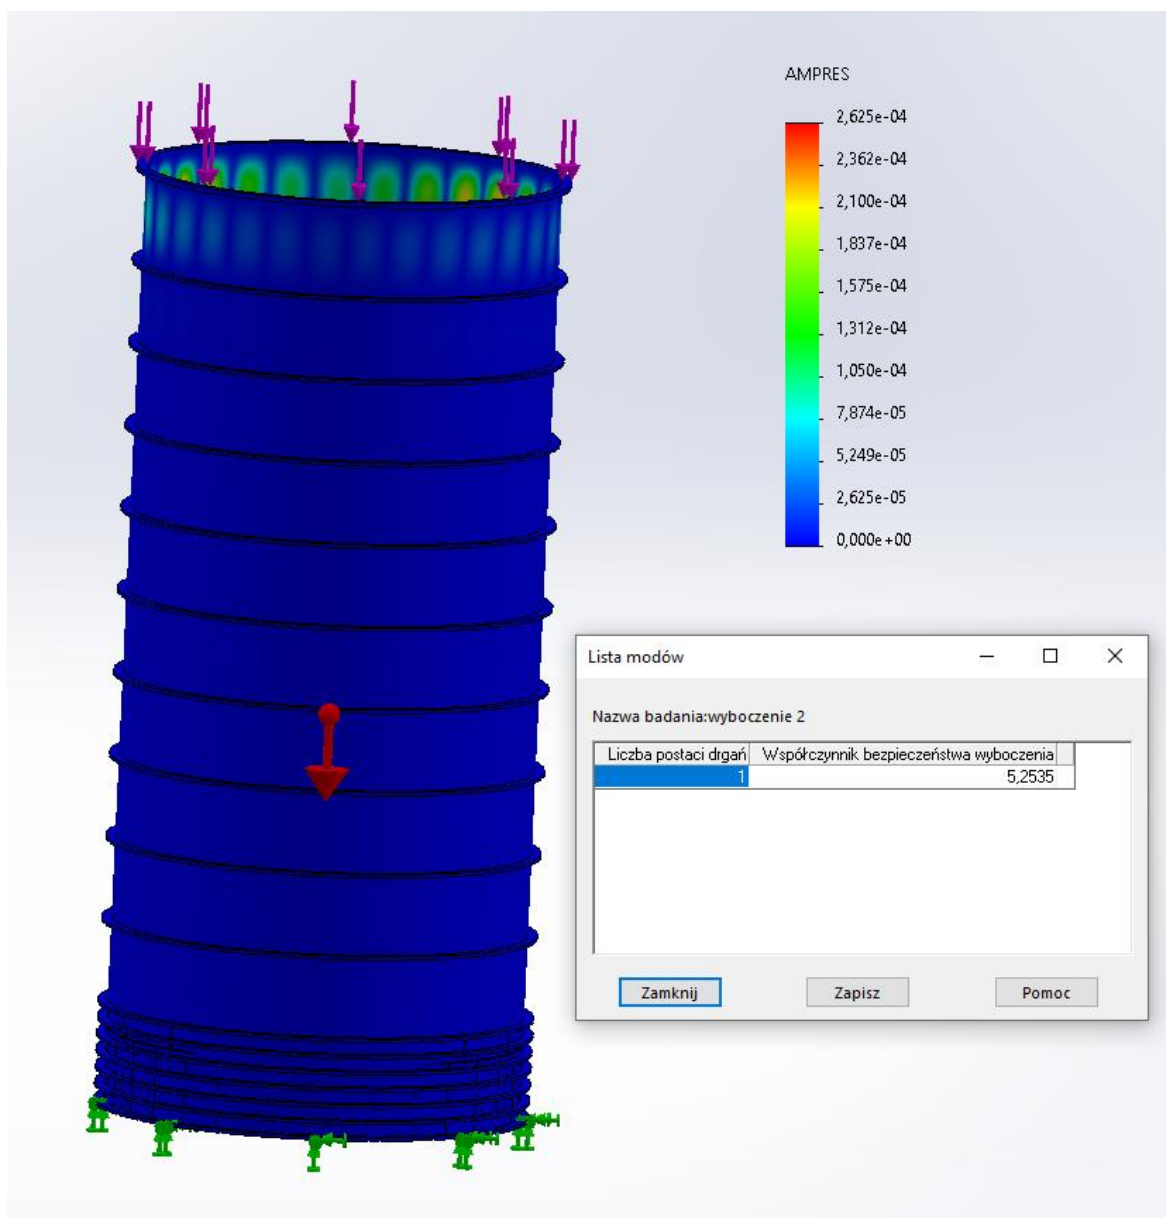 AMPRES
2,625e-04
2,362e-04
2,100e-04
1,837e-04
1,575e-04
1,312e-04
1,050e-04
7,874e-05
5,249e-05
2,625e-05
0,000e+00
Lista modów
Nazwa badania:wyboczenie 2
Liczba postaci drgań Współczynnik bezpieczeństwa wyboczenia
1 5,2535
Zamknij Zapisz Pomoc